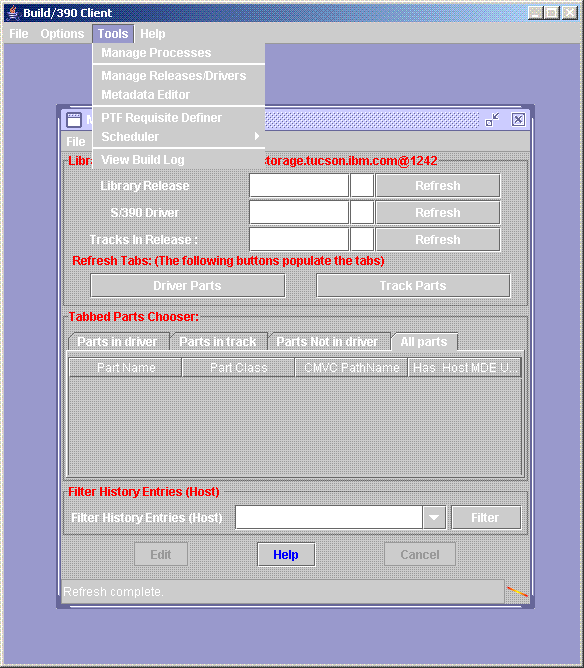 Build/390 Client
File Options Tools Help
Manage Processes
Manage Releases/Drivers
Metadata Editor
PTF Requisite Definer
Scheduler
View Build Log
M
File
Libra storage.tucson.ibm.com@1242
Library Release Refresh
S/390 Driver Refresh
Tracks In Release : Refresh
Refresh Tabs: (The following buttons populate the tabs)
Driver Parts Track Parts
Tabbed Parts Chooser:
Parts in driver Parts in track Parts Not in driver All parts
Part Name Part Class CMVC PathName Has Host MDE U...
Filter History Entries (Host)
Filter History Entries (Host) Filter
Edit Help Cancel
Refresh complete.